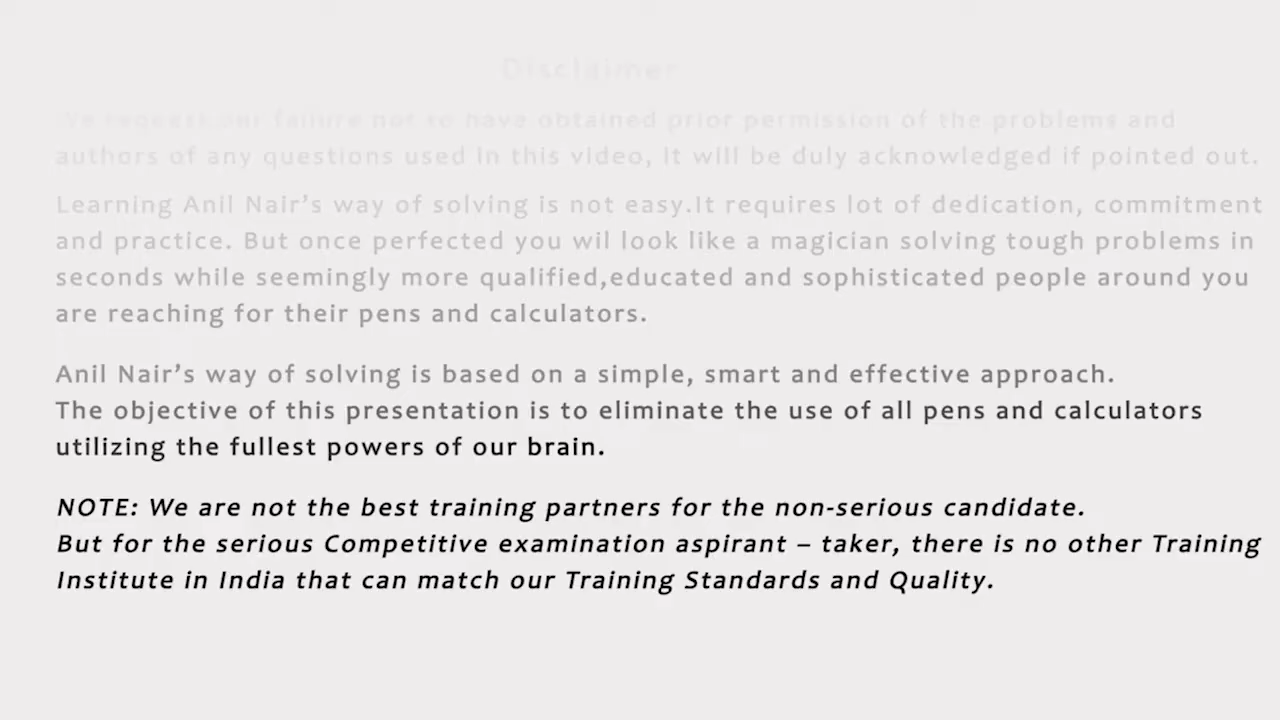 Disclaimer
We request our failure not to have obtained prior permission of the problems and
authors of any questions used in this video, it will be duly acknowledged if pointed out.
Learning Anil Nair's way of solving is not easy.It requires lot of dedication, commitment
and practice. But once perfected you wil look like a magician solving tough problems in
seconds while seemingly more qualified,educated and sophisticated people around you
are reaching for their pens and calculators.
Anil Nair's way of solving is based on a simple, smart and effective approach.
The objective of this presentation is to eliminate the use of all pens and calculators
utilizing the fullest powers of our brain.
NOTE: We are not the best training partners for the non-serious candidate.
But for the serious Competitive examination aspirant – taker, there is no other Training
Institute in India that can match our Training Standards and Quality.